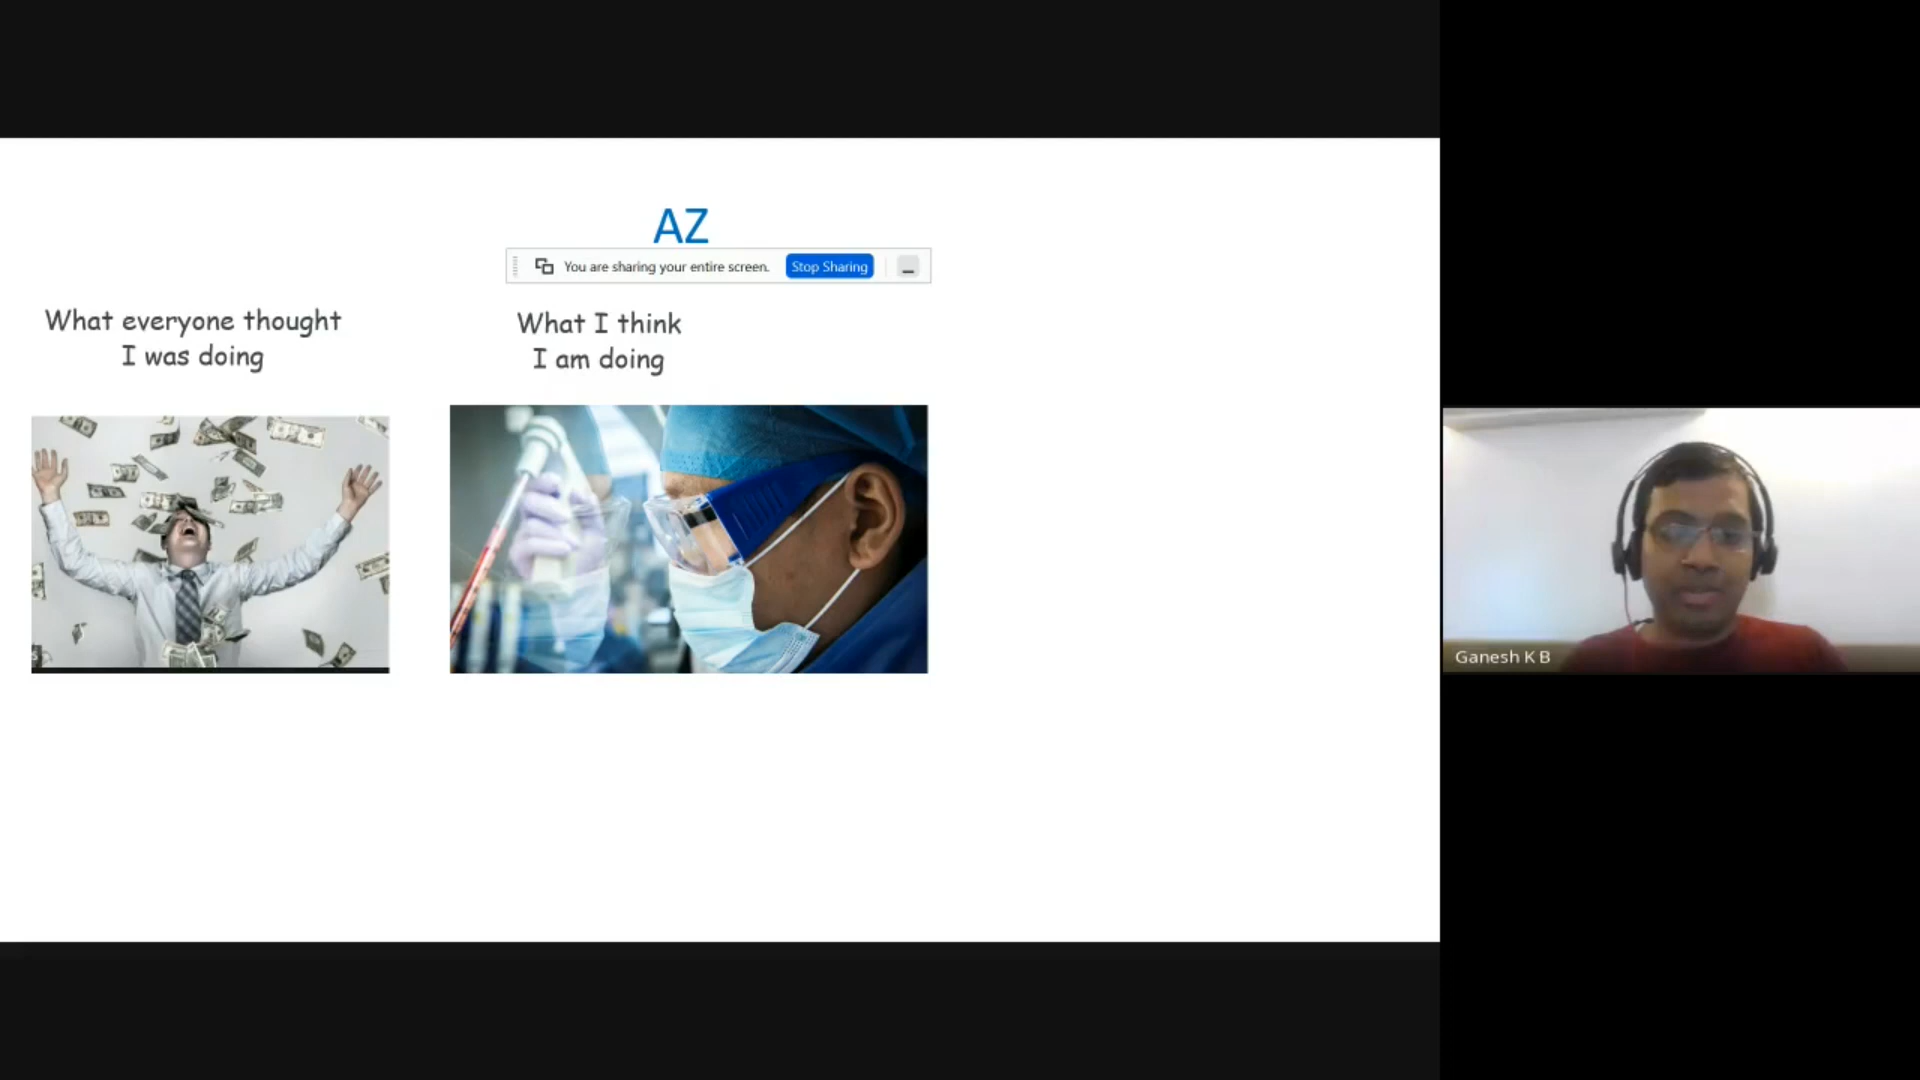 AZ
You are sharing your entire screen. Stop Sharing
What everyone thought
I was doing
What I think
I am doing
Ganesh K B